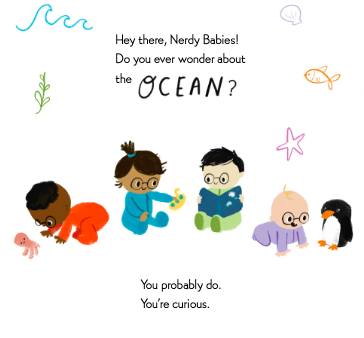 Hey there, Nerdy Babies!
Do you ever wonder about
the OCEAN?
You probably do.
You're curious.